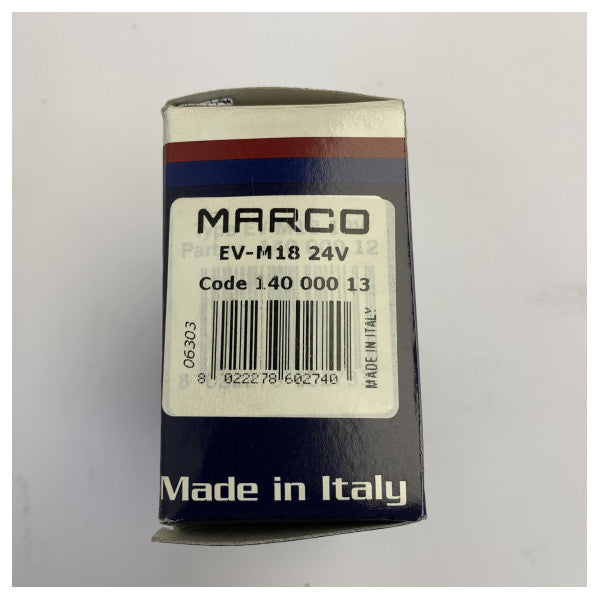 MARCO
EV-M18 24V
Code 140 000 13
06303
8 022278 602740
MADE IN ITALY
Made in Italy